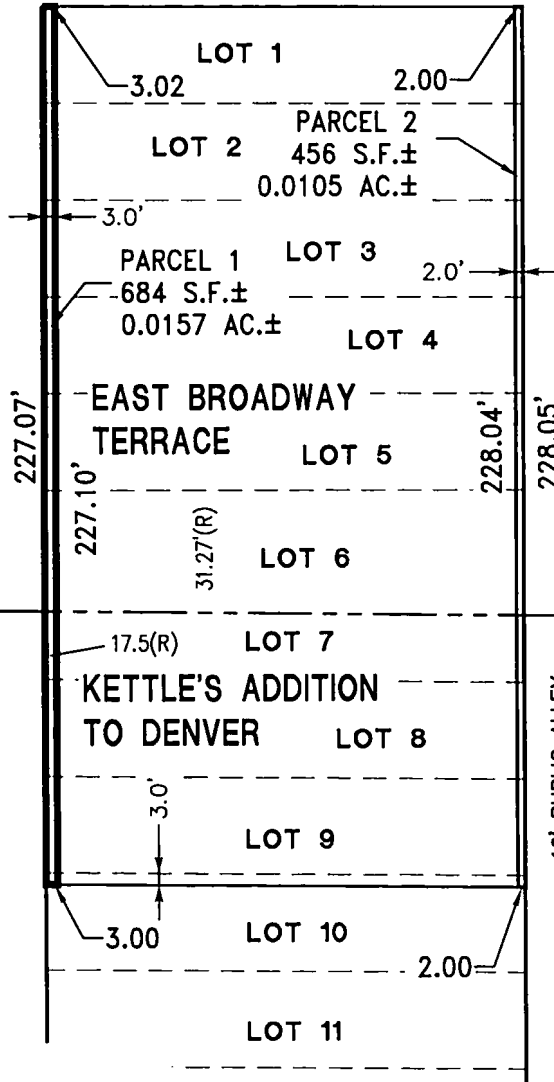 LOT 1
3.02
2.00
LOT 2
PARCEL 2
456 S.F.±
0.0105 AC.±
3.0'
LOT 3
2.0'
PARCEL 1
684 S.F.±
0.0157 AC.±
LOT 4
EAST BROADWAY
TERRACE
LOT 5
227.07'
227.10'
228.04'
228.05'
31.27'(R)
LOT 6
17.5(R)
LOT 7
KETTLE'S ADDITION
TO DENVER
LOT 8
3.0'
LOT 9
3.00
LOT 10
2.00
LOT 11